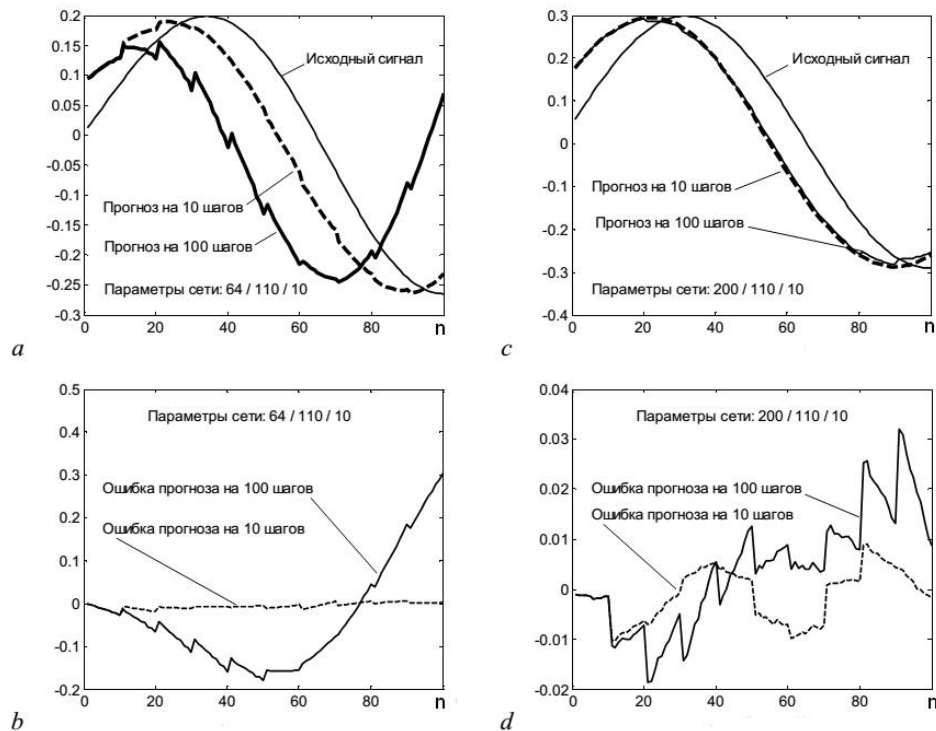 0.2
0.15
0.1
0.05
0
-0.05
-0.1
-0.15
-0.2
-0.25
-0.3
0 20 40 60 80 n
Исходный сигнал
Прогноз на 10 шагов
Прогноз на 100 шагов
Параметры сети: 64 / 110 / 10
a
0.4
0.3
0.2
0.1
0
-0.1
-0.2
-0.3
-0.4
0 20 40 60 80 n
Исходный сигнал
Прогноз на 10 шагов
Прогноз на 100 шагов
Параметры сети: 200 / 110 / 10
c
0.5
0.4
0.3
0.2
0.1
0
-0.1
-0.2
0 20 40 60 80 n
Параметры сети: 64 / 110 / 10
Ошибка прогноза на 100 шагов
Ошибка прогноза на 10 шагов
b
0.04
0.03
0.02
0.01
0
-0.01
-0.02
0 20 40 60 80 n
Параметры сети: 200 / 110 / 10
Ошибка прогноза на 100 шагов
Ошибка прогноза на 10 шагов
d